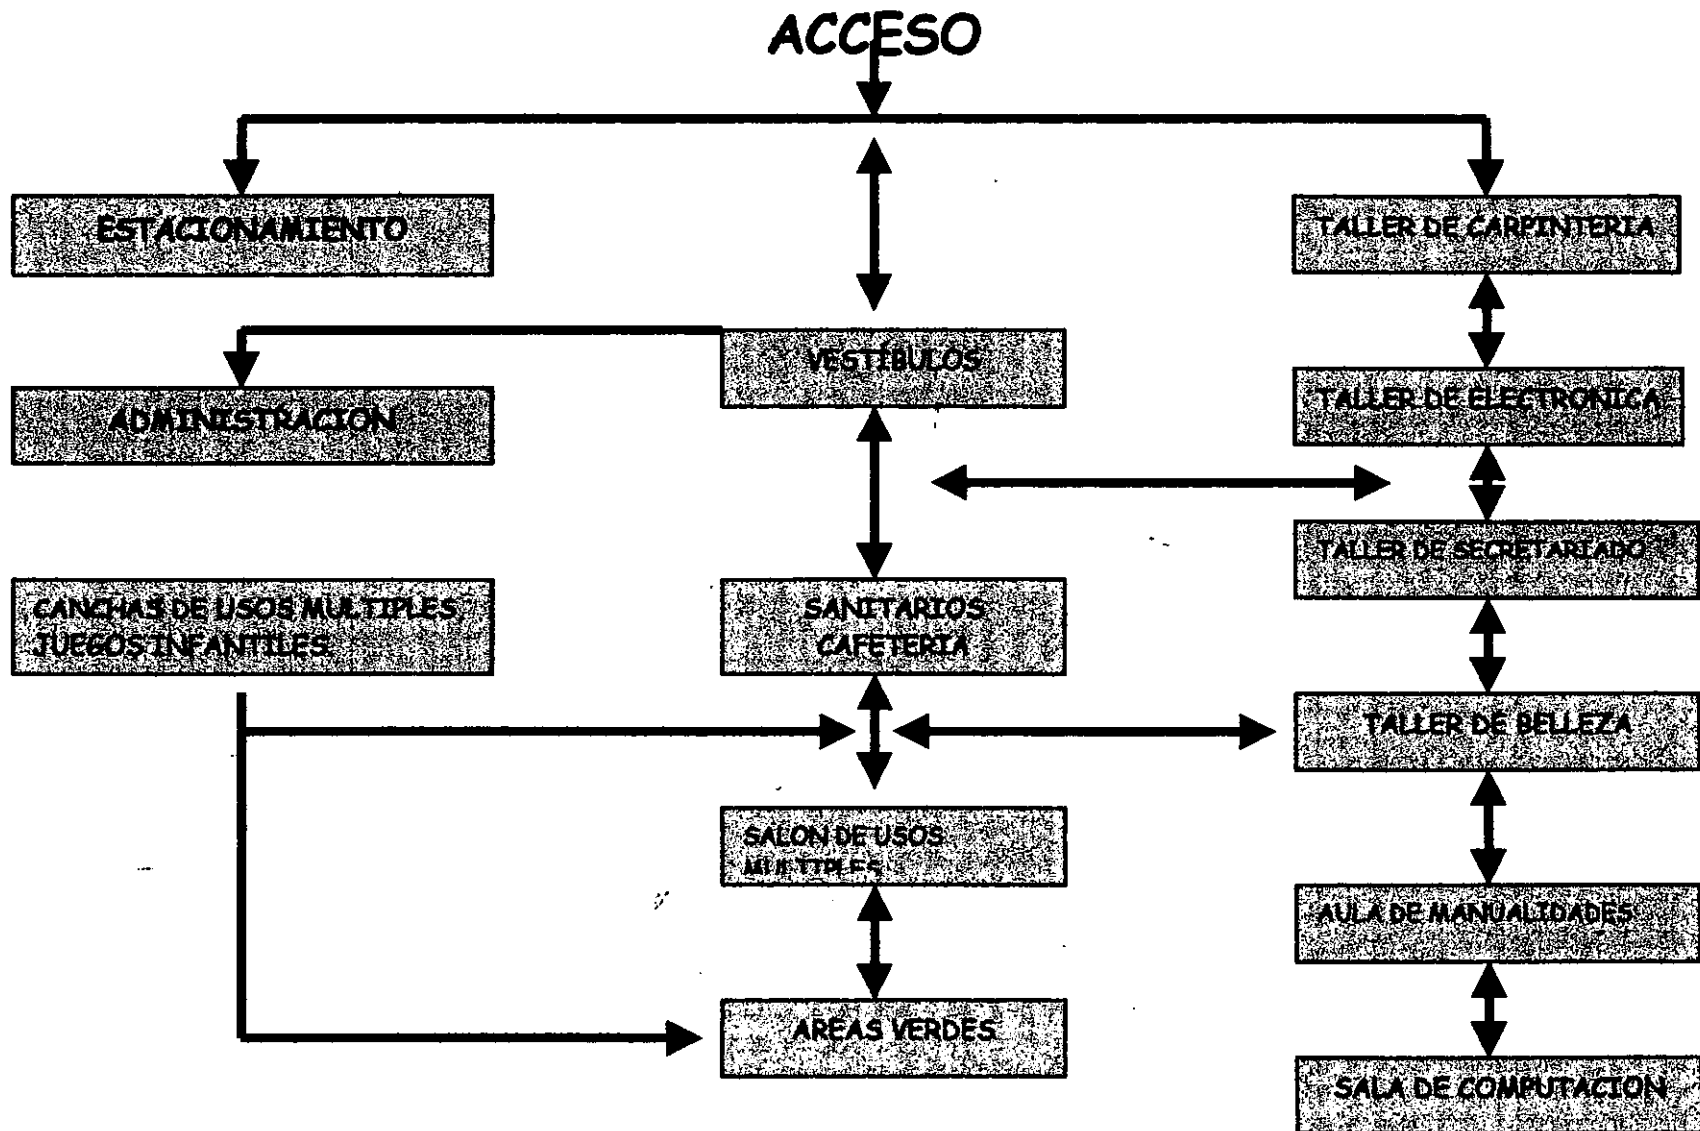 ACCESO
ESTACIONAMIENTO
TALLER DE CARPINTERIA
VESTÍBULOS
ADMINISTRACION
TALLER DE ELECTRONICA
TALLER DE SECRETARIADO
CANCHAS DE USOS MULTIPLES,
JUEGOS INFANTILES
SANITARIOS
CAFETERIA
TALLER DE BELLEZA
SALON DE USOS
MULTIPLES
AULA DE MANUALIDADES
AREAS VERDES
SALA DE COMPUTACION